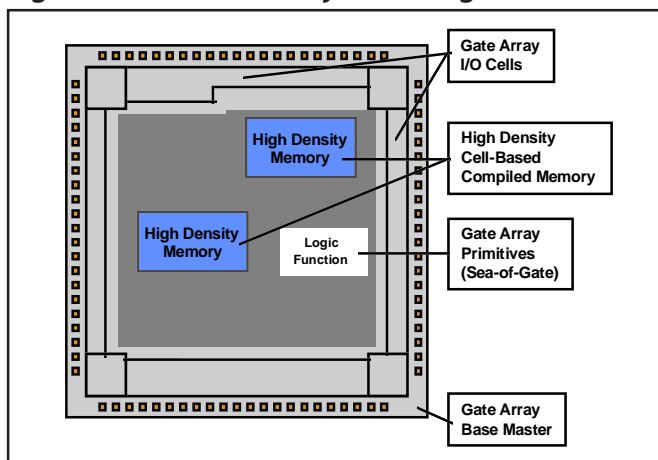 Gate Array
I/O Cells
High Density
Memory
High Density
Cell-Based
Compiled Memory
High Density
Memory
Logic
Function
Gate Array
Primitives
(Sea-of-Gate)
Gate Array
Base Master